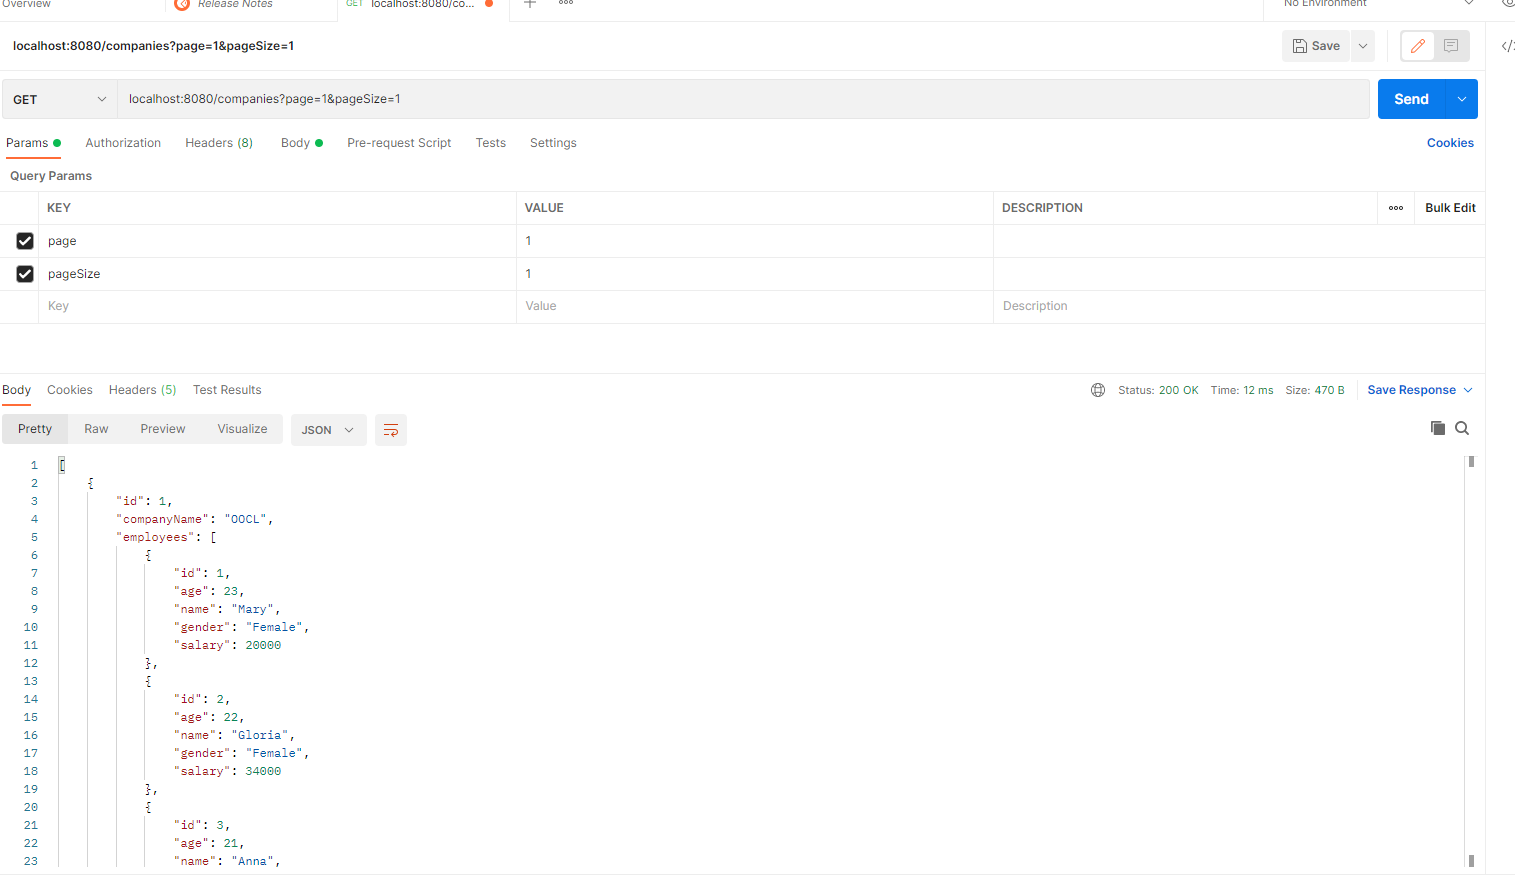 Overview Release Notes GET localhost:8080/co... No Environment
localhost:8080/companies?page=1&pageSize=1 Save </>
GET localhost:8080/companies?page=1&pageSize=1 Send
Params Authorization Headers (8) Body Pre-request Script Tests Settings Cookies
Query Params
KEY VALUE DESCRIPTION ooo Bulk Edit
page 1
pageSize 1
Key Value Description
Body Cookies Headers (5) Test Results Status: 200 OK Time: 12 ms Size: 470 B Save Response
Pretty Raw Preview Visualize JSON
1 [
2 {
3 "id": 1,
4 "companyName": "OOCL",
5 "employees": [
6 {
7 "id": 1,
8 "age": 23,
9 "name": "Mary",
10 "gender": "Female",
11 "salary": 20000
12 },
13 {
14 "id": 2,
15 "age": 22,
16 "name": "Gloria",
17 "gender": "Female",
18 "salary": 34000
19 },
20 {
21 "id": 3,
22 "age": 21,
23 "name": "Anna",